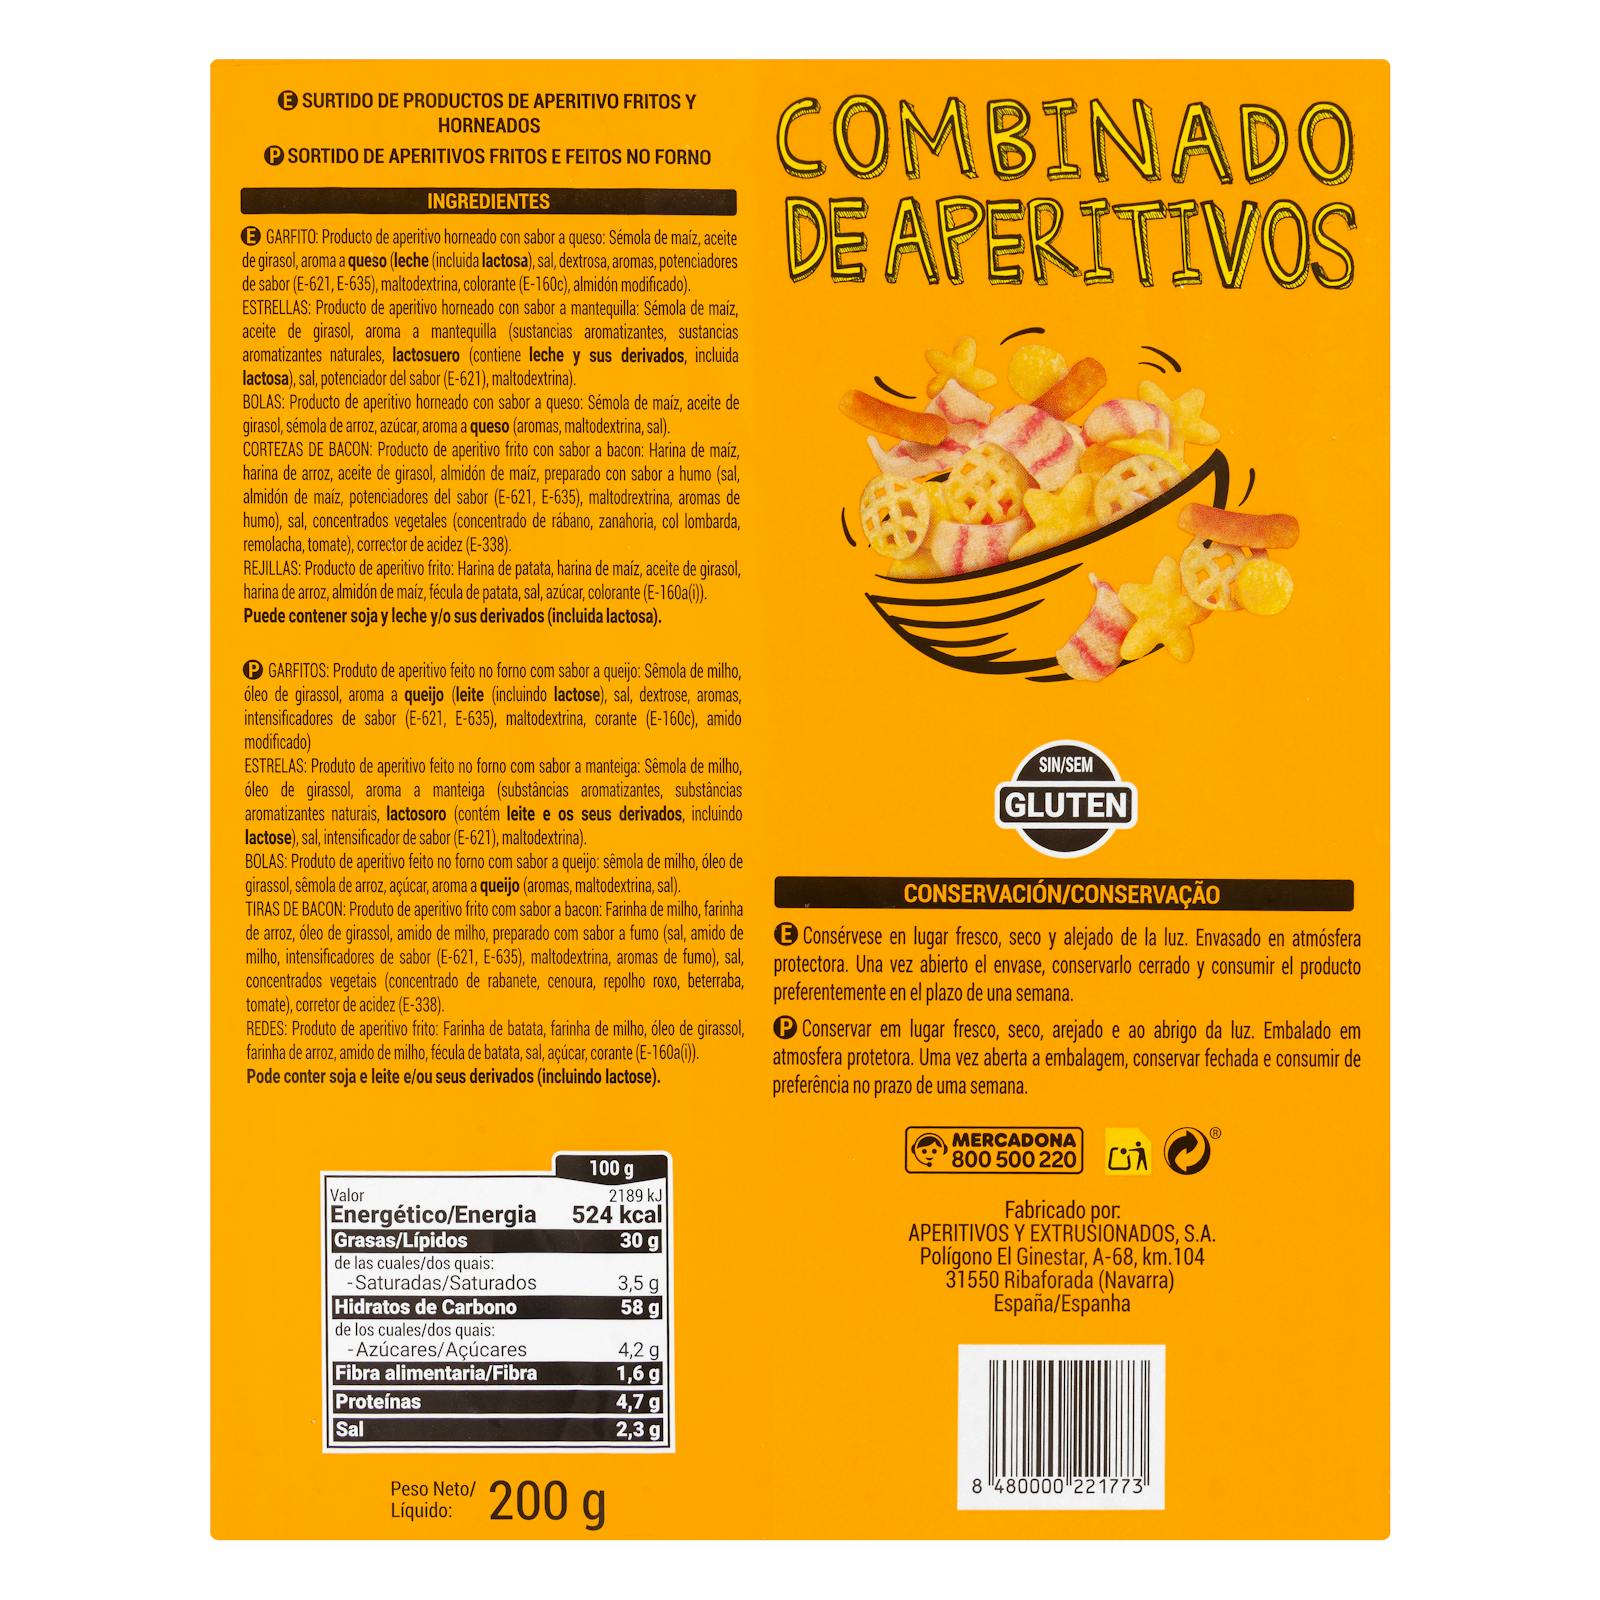 E SURTIDO DE PRODUCTOS DE APERITIVO FRITOS Y
HORNEADOS
P SORTIDO DE APERITIVOS FRITOS E FEITOS NO FORNO
INGREDIENTES
E GARFITO: Producto de aperitivo horneado con sabor a queso: Sémola de maíz, aceite
de girasol, aroma a queso (leche (incluida lactosa), sal, dextrosa, aromas, potenciadores
de sabor (E-621, E-635), maltodextrina, colorante (E-160c), almidón modificado).
ESTRELLAS: Producto de aperitivo horneado con sabor a mantequilla: Sémola de maíz,
aceite de girasol, aroma a mantequilla (sustancias aromatizantes, sustancias
aromatizantes naturales, lactosuero (contiene leche y sus derivados, incluida
lactosa), sal, potenciador del sabor (E-621), maltodextrina).
BOLAS: Producto de aperitivo horneado con sabor a queso: Sémola de maíz, aceite de
girasol, sémola de arroz, azúcar, aroma a queso (aromas, maltodextrina, sal).
CORTEZAS DE BACON: Producto de aperitivo frito con sabor a bacon: Harina de maíz,
harina de arroz, aceite de girasol, almidón de maíz, preparado con sabor a humo (sal,
almidón de maíz, potenciadores del sabor (E-621, E-635), maltodrextrina, aromas de
humo), sal, concentrados vegetales (concentrado de rábano, zanahoria, col lombarda,
remolacha, tomate), corrector de acidez (E-338).
REJILLAS: Producto de aperitivo frito: Harina de patata, harina de maíz, aceite de girasol,
harina de arroz, almidón de maíz, fécula de patata, sal, azúcar, colorante (E-160a(i)).
Puede contener soja y leche y/o sus derivados (incluida lactosa).
P GARFITOS: Produto de aperitivo feito no forno com sabor a queijo: Sêmola de milho,
óleo de girassol, aroma a queijo (leite (incluindo lactose), sal, dextrose, aromas,
intensificadores de sabor (E-621, E-635), maltodextrina, corante (E-160c), amido
modificado)
ESTRELAS: Produto de aperitivo feito no forno com sabor a manteiga: Sêmola de milho,
óleo de girassol, aroma a manteiga (substâncias aromatizantes, substâncias
aromatizantes naturais, lactosoro (contém leite e os seus derivados, incluindo
lactose), sal, intensificador de sabor (E-621), maltodextrina).
BOLAS: Produto de aperitivo feito no forno com sabor a queijo: sêmola de milho, óleo de
girassol, sêmola de arroz, açúcar, aroma a queijo (aromas, maltodextrina, sal).
TIRAS DE BACON: Produto de aperitivo frito com sabor a bacon: Farinha de milho, farinha
de arroz, óleo de girassol, amido de milho, preparado com sabor a fumo (sal, amido de
milho, intensificadores de sabor (E-621, E-635), maltodextrina, aromas de fumo), sal,
concentrados vegetais (concentrado de rabanete, cenoura, repolho roxo, beterraba,
tomate), corretor de acidez (E-338).
REDES: Produto de aperitivo frito: Farinha de batata, farinha de milho, óleo de girassol,
farinha de arroz, amido de milho, fécula de batata, sal, açúcar, corante (E-160a(i)).
Pode conter soja e leite e/ou seus derivados (incluindo lactose).
100 g
Valor 2189 kJ
Energético/Energia 524 kcal
Grasas/Lípidos 30 g
de las cuales/dos quais:
-Saturadas/Saturados 3,5 g
Hidratos de Carbono 58 g
de los cuales/dos quais:
-Azúcares/Açúcares 4,2 g
Fibra alimentaria/Fibra 1,6 g
Proteínas 4,7 g
Sal 2,3 g
Peso Neto/
Líquido: 200 g
COMBINADO
DE APERITIVOS
SIN/SEM
GLUTEN
CONSERVACIÓN/CONSERVAÇÃO
E Consérvese en lugar fresco, seco y alejado de la luz. Envasado en atmósfera
protectora. Una vez abierto el envase, conservarlo cerrado y consumir el producto
preferentemente en el plazo de una semana.
P Conservar em lugar fresco, seco, arejado e ao abrigo da luz. Embalado em
atmosfera protetora. Uma vez aberta a embalagem, conservar fechada e consumir de
preferência no prazo de uma semana.
MERCADONA
800 500 220
®
Fabricado por:
APERITIVOS Y EXTRUSIONADOS, S.A.
Polígono El Ginestar, A-68, km.104
31550 Ribaforada (Navarra)
España/Espanha
8 480000 221773